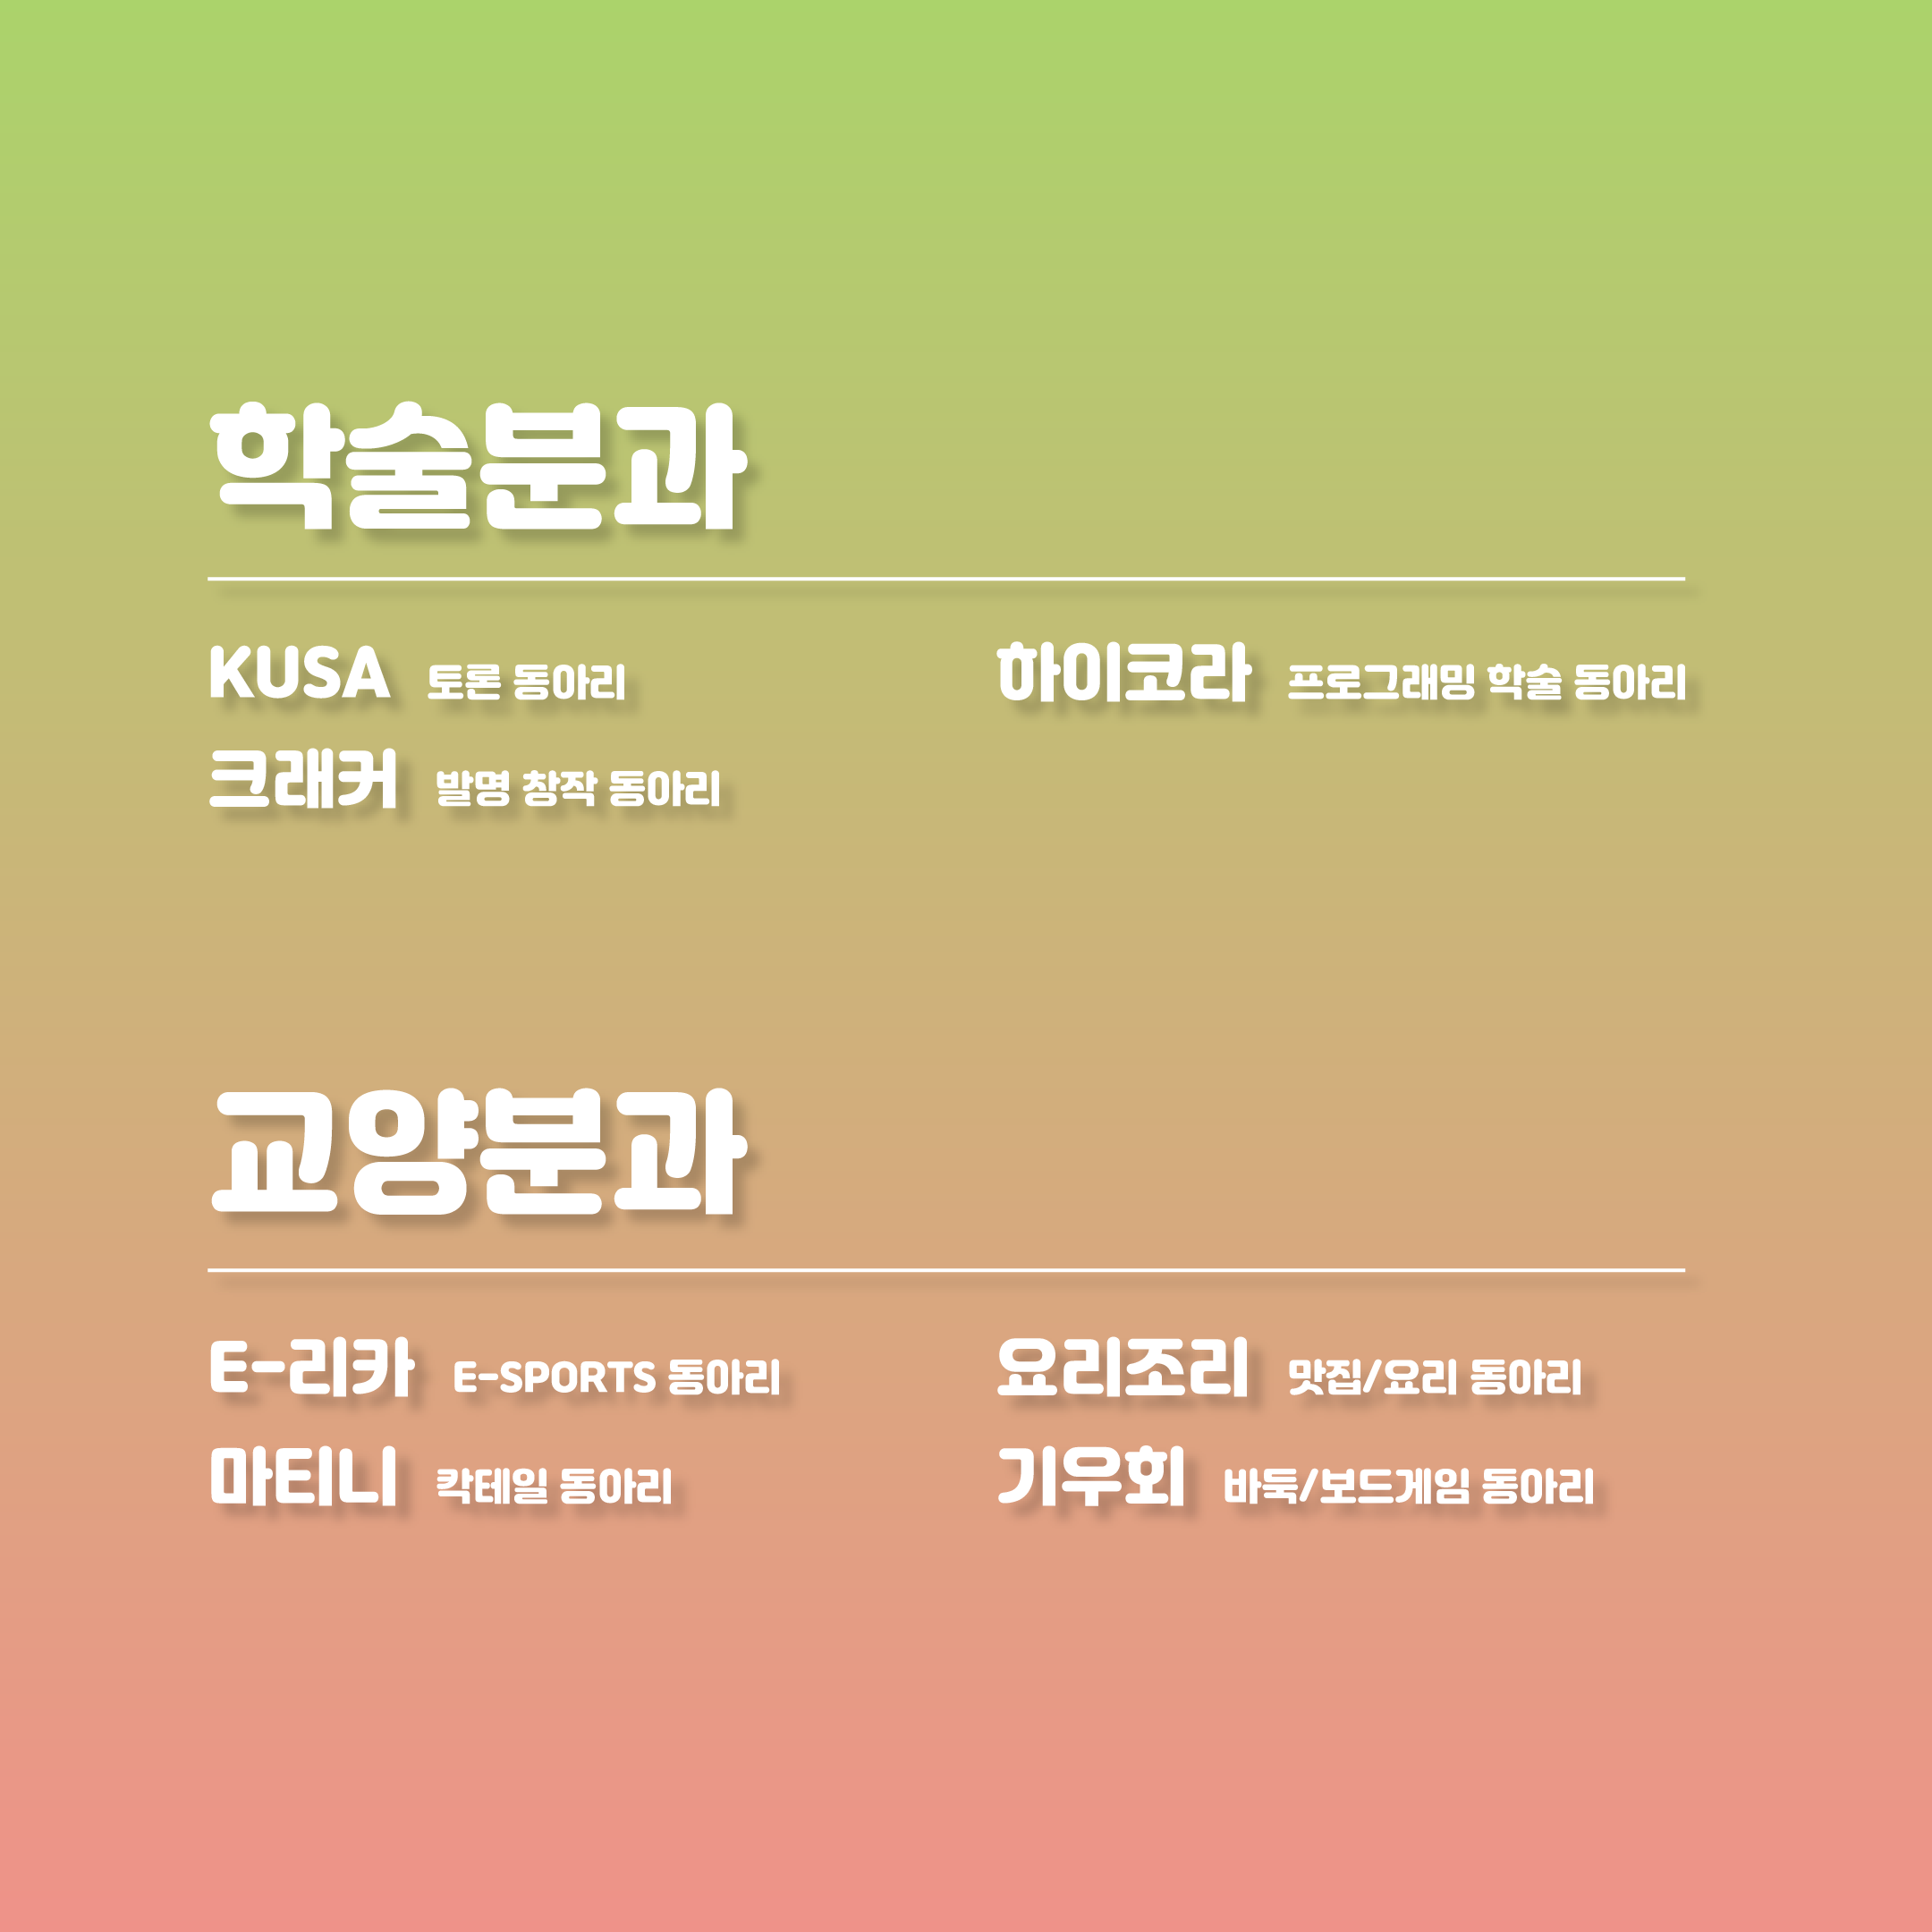 학술분과
KUSA 토론 동아리
하이코라 프로그래밍 학술 동아리
크래커 발명 창작 동아리
교양분과
E-리카 E-SPORTS 동아리
요리조리 맛집/요리 동아리
마티니 칵테일 동아리
기우회 바둑/보드게임 동아리